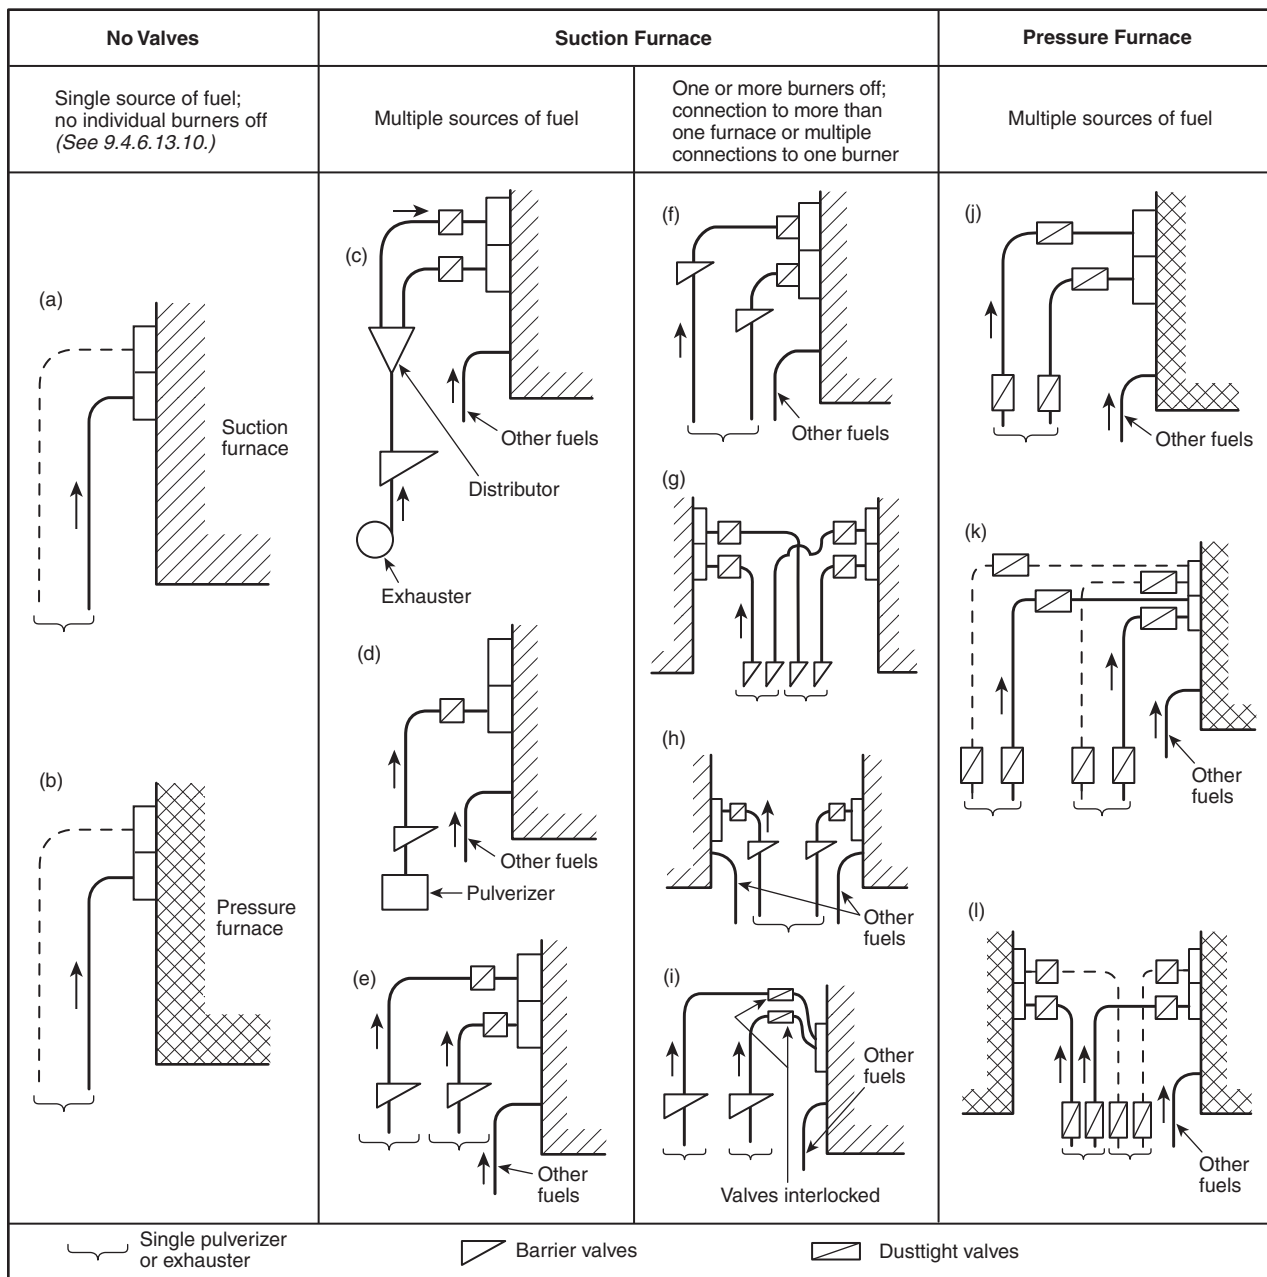 No Valves
Suction Furnace
Pressure Furnace
Single source of fuel;
no individual burners off
(See 9.4.6.13.10.)
Multiple sources of fuel
One or more burners off;
connection to more than
one furnace or multiple
connections to one burner
Multiple sources of fuel
(a)
Suction
furnace
(b)
Pressure
furnace
(c)
Other fuels
Distributor
Exhauster
(d)
Other fuels
Pulverizer
(e)
Other
fuels
(f)
Other fuels
(g)
(h)
Other
fuels
(i)
Other
fuels
Valves interlocked
(j)
Other fuels
(k)
Other
fuels
(l)
Other
fuels
Single pulverizer
or exhauster
Barrier valves
Dusttight valves